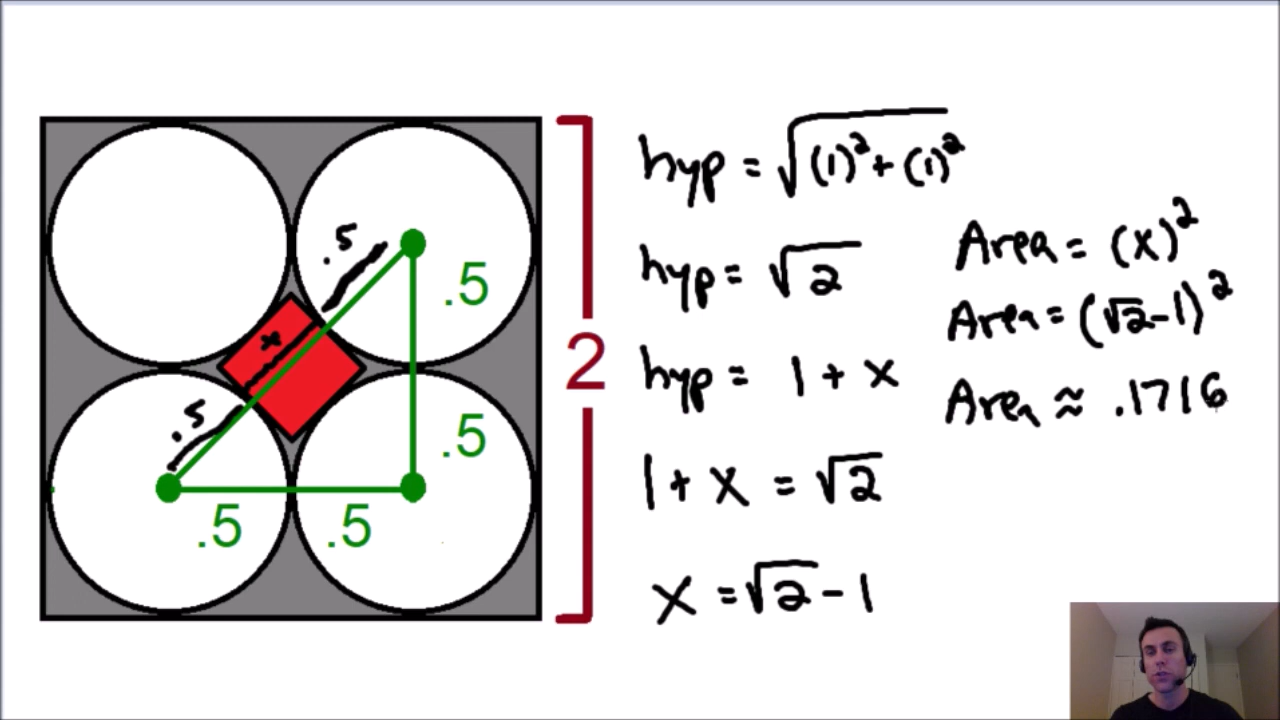 .5
.5
x
.5
.5
.5
.5
2
hyp = √(1)² + (1)²
hyp = √2
hyp = 1 + x
1 + x = √2
x = √2 - 1
Area = (x)²
Area = (√2-1)²
Area ≈ .1716